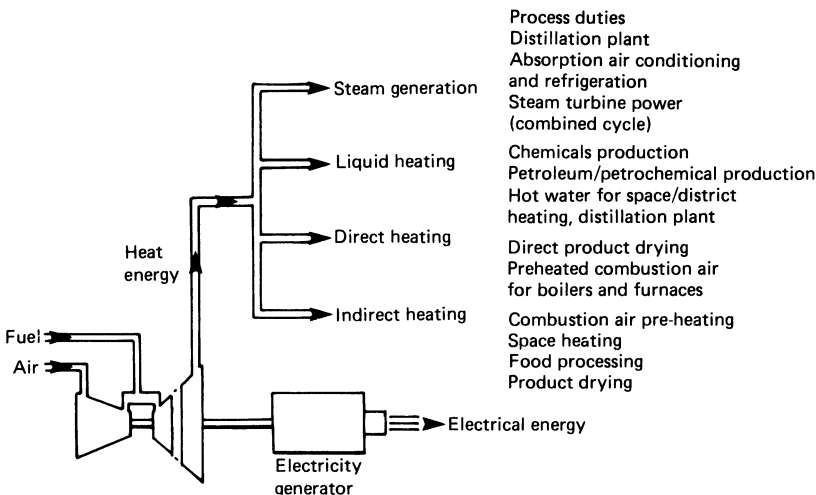 Process duties
Distillation plant
Absorption air conditioning
and refrigeration
Steam turbine power
(combined cycle)
Steam generation
Chemicals production
Petroleum/petrochemical production
Hot water for space/district
heating, distillation plant
Liquid heating
Direct product drying
Preheated combustion air
for boilers and furnaces
Direct heating
Combustion air pre-heating
Space heating
Food processing
Product drying
Indirect heating
Heat
energy
Fuel
Air
Electrical energy
Electricity
generator